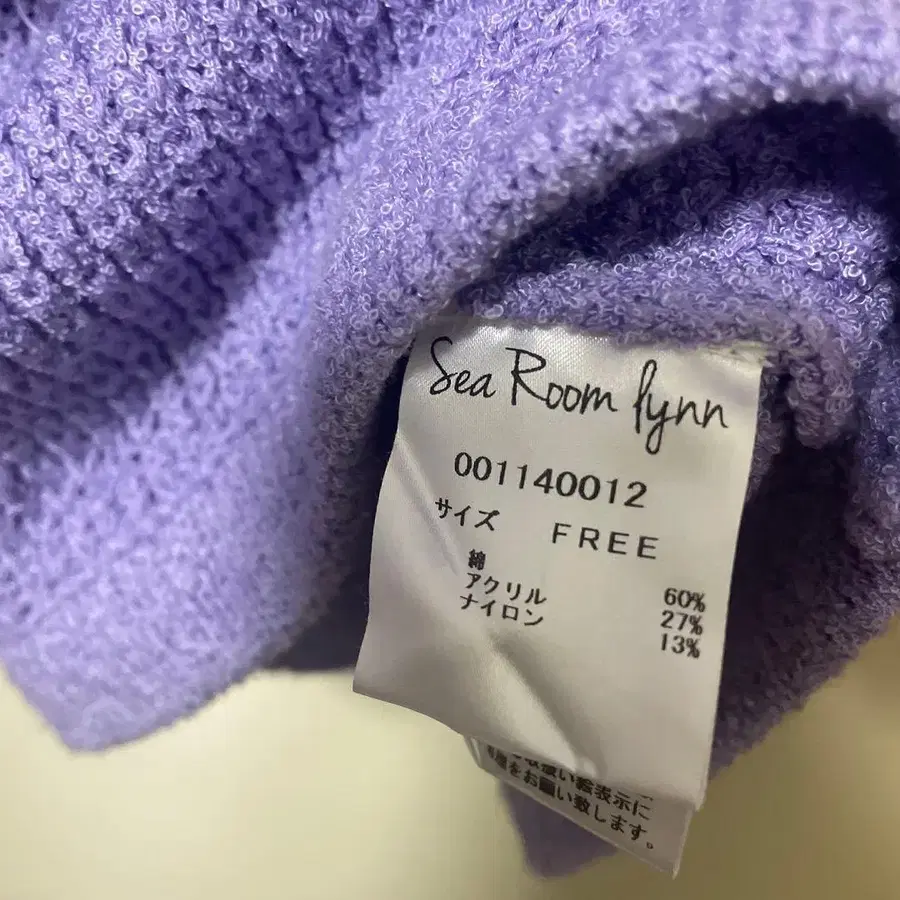 Sea Room lynn
001140012
サイズ FREE
綿 60%
アクリル 27%
ナイロン 13%
取扱い絵表示に
をお願い致します。